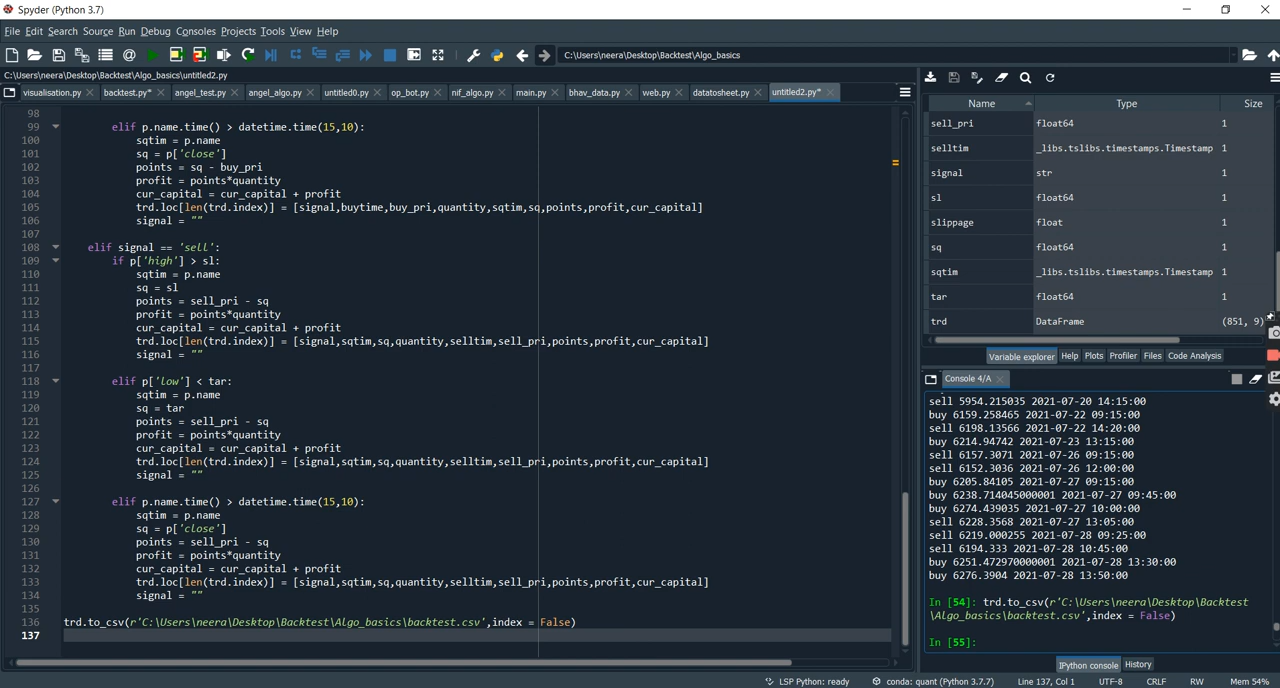 Spyder (Python 3.7)
File Edit Search Source Run Debug Consoles Projects Tools View Help
C:\Users\neera\Desktop\Backtest\Algo_basics
C:\Users\neera\Desktop\Backtest\Algo_basics\untitled2.py
visualisation.py backtest.py* angel_test.py angel_algo.py untitled0.py op_bot.py nif_algo.py main.py bhav_data.py web.py datatosheet.py untitled2.py*
98
99 elif p.name.time() > datetime.time(15,10):
100 sqtim = p.name
101 sq = p['close']
102 points = sq - buy_pri
103 profit = points*quantity
104 cur_capital = cur_capital + profit
105 trd.loc[len(trd.index)] = [signal,buytime,buy_pri,quantity,sqtim,sq,points,profit,cur_capital]
106 signal = ""
107
108 elif signal == 'sell':
109 if p['high'] > sl:
110 sqtim = p.name
111 sq = sl
112 points = sell_pri - sq
113 profit = points*quantity
114 cur_capital = cur_capital + profit
115 trd.loc[len(trd.index)] = [signal,sqtim,sq,quantity,selltim,sell_pri,points,profit,cur_capital]
116 signal = ""
117
118 elif p['low'] < tar:
119 sqtim = p.name
120 sq = tar
121 points = sell_pri - sq
122 profit = points*quantity
123 cur_capital = cur_capital + profit
124 trd.loc[len(trd.index)] = [signal,sqtim,sq,quantity,selltim,sell_pri,points,profit,cur_capital]
125 signal = ""
126
127 elif p.name.time() > datetime.time(15,10):
128 sqtim = p.name
129 sq = p['close']
130 points = sell_pri - sq
131 profit = points*quantity
132 cur_capital = cur_capital + profit
133 trd.loc[len(trd.index)] = [signal,sqtim,sq,quantity,selltim,sell_pri,points,profit,cur_capital]
134 signal = ""
135
136 trd.to_csv(r'C:\Users\neera\Desktop\Backtest\Algo_basics\backtest.csv',index = False)
137
Name Type Size
sell_pri float64 1
selltim _libs.tslibs.timestamps.Timestamp 1
signal str 1
sl float64 1
slippage float 1
sq float64 1
sqtim _libs.tslibs.timestamps.Timestamp 1
tar float64 1
trd DataFrame (851, 9)
Variable explorer Help Plots Profiler Files Code Analysis
Console 4/A
sell 5954.215035 2021-07-20 14:15:00
buy 6159.258465 2021-07-22 09:15:00
sell 6198.13566 2021-07-22 14:20:00
buy 6214.94742 2021-07-23 13:15:00
sell 6157.3071 2021-07-26 09:15:00
sell 6152.3036 2021-07-26 12:00:00
buy 6205.84105 2021-07-27 09:15:00
buy 6238.714045000001 2021-07-27 09:45:00
buy 6274.439035 2021-07-27 10:00:00
sell 6228.3568 2021-07-27 13:05:00
sell 6219.000255 2021-07-28 09:25:00
sell 6194.333 2021-07-28 10:45:00
buy 6251.472970000001 2021-07-28 13:30:00
buy 6276.3904 2021-07-28 13:50:00
In [54]: trd.to_csv(r'C:\Users\neera\Desktop\Backtest
\Algo_basics\backtest.csv',index = False)
In [55]:
IPython console History
LSP Python: ready conda: quant (Python 3.7.7) Line 137, Col 1 UTF-8 CRLF RW Mem 54%